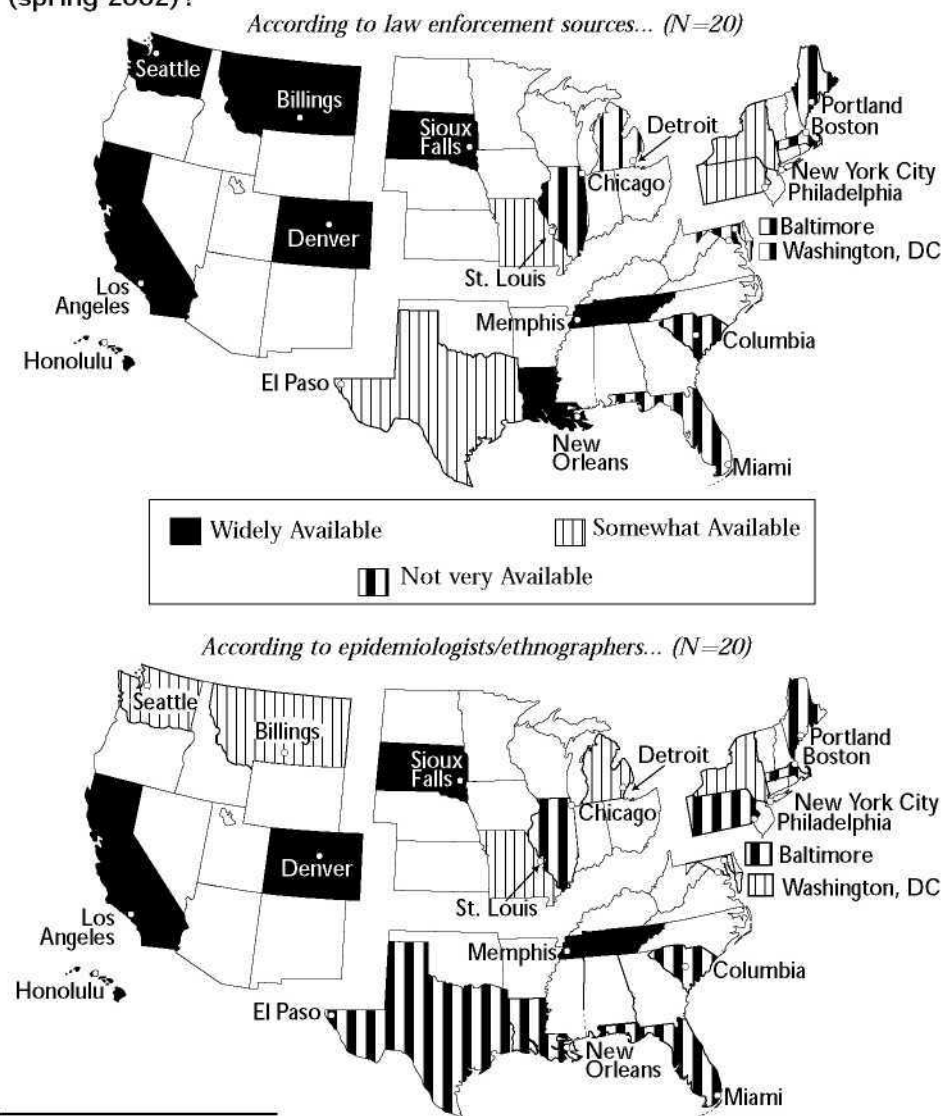 (spring 2002)?
According to law enforcement sources... (N=20)
Seattle
Billings
Sioux
Falls
Detroit
Portland
Boston
Chicago
New York City
Philadelphia
Baltimore
Washington, DC
Denver
St. Louis
Los
Angeles
Memphis
Columbia
Honolulu
El Paso
New
Orleans
Miami
Widely Available
Somewhat Available
Not very Available
According to epidemiologists/ethnographers... (N=20)
Seattle
Billings
Sioux
Falls
Detroit
Portland
Boston
Chicago
New York City
Philadelphia
Baltimore
Washington, DC
Denver
St. Louis
Los
Angeles
Memphis
Columbia
Honolulu
El Paso
New
Orleans
Miami